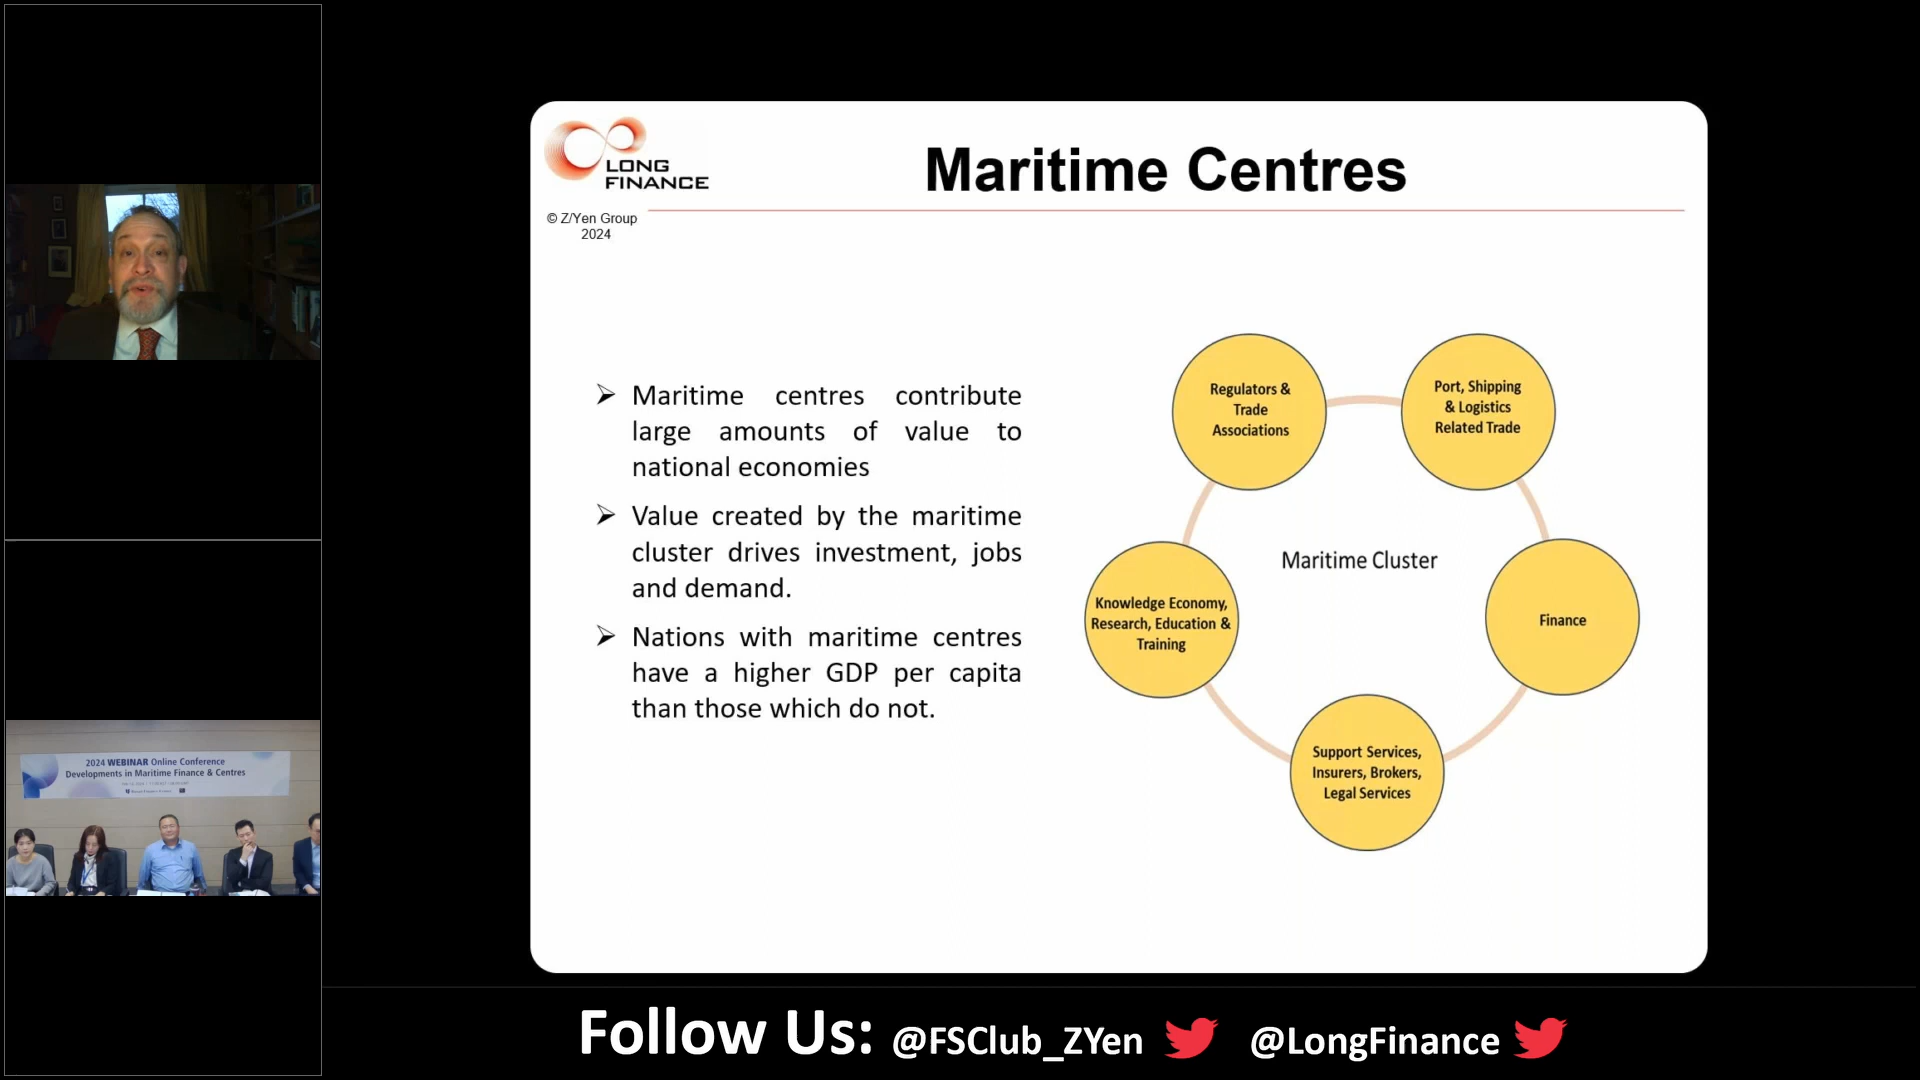 LONG
FINANCE
Maritime Centres
© Z/Yen Group
2024
Maritime centres contribute
large amounts of value to
national economies
Value created by the maritime
cluster drives investment, jobs
and demand.
Nations with maritime centres
have a higher GDP per capita
than those which do not.
Regulators &
Trade
Associations
Port, Shipping
& Logistics
Related Trade
Maritime Cluster
Knowledge Economy,
Research, Education &
Training
Finance
Support Services,
Insurers, Brokers,
Legal Services
2024 WEBINAR Online Conference
Developments in Maritime Finance & Centres
Follow Us: @FSClub_ZYen @LongFinance